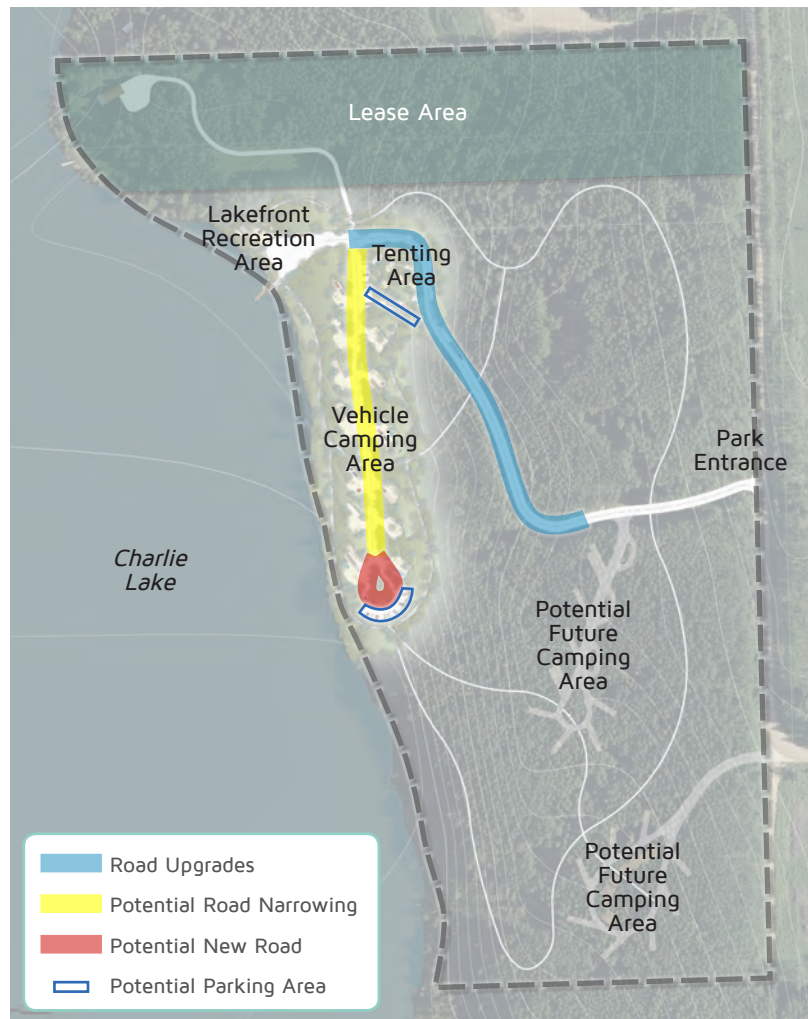 Lease Area
Lakefront
Recreation
Area
Tenting
Area
Vehicle
Camping
Area
Park
Entrance
Charlie
Lake
Potential
Future
Camping
Area
Potential
Future
Camping
Area
Road Upgrades
Potential Road Narrowing
Potential New Road
Potential Parking Area